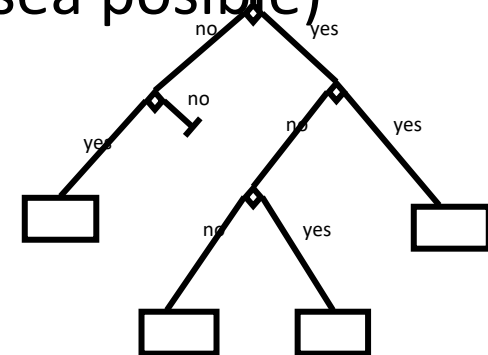 sea posible)
no yes
no
yes no yes
no yes